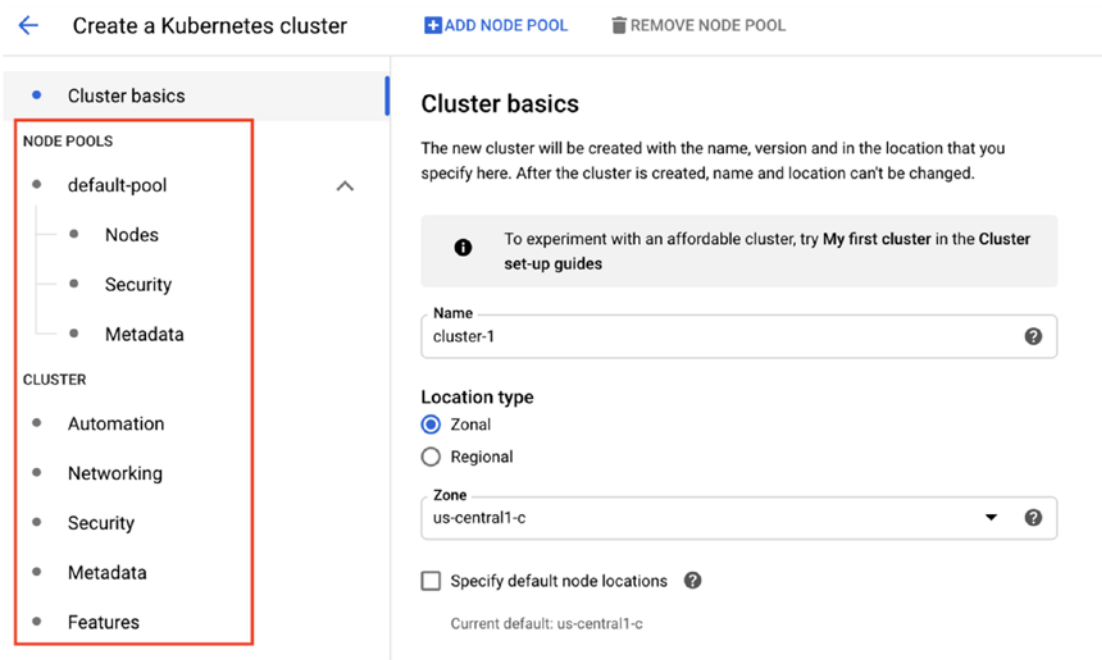 Create a Kubernetes cluster
ADD NODE POOL
REMOVE NODE POOL
Cluster basics
NODE POOLS
default-pool
Nodes
Security
Metadata
CLUSTER
Automation
Networking
Security
Metadata
Features
Cluster basics
The new cluster will be created with the name, version and in the location that you
specify here. After the cluster is created, name and location can't be changed.
To experiment with an affordable cluster, try My first cluster in the Cluster
set-up guides
Name
cluster-1
Location type
Zonal
Regional
Zone
us-central1-c
Specify default node locations
Current default: us-central1-c